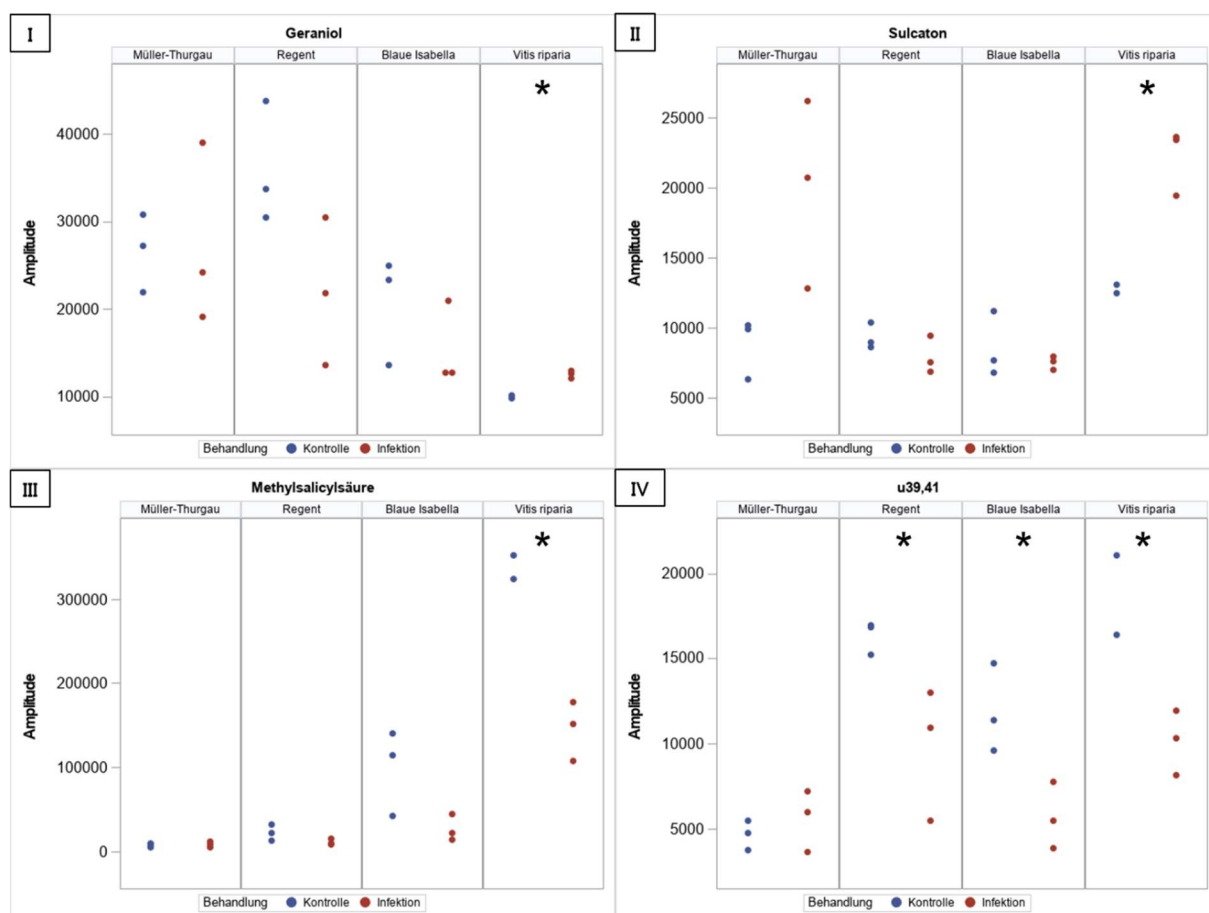 I
Geraniol
Müller-Thurgau Regent Blaue Isabella Vitis riparia
*
40000
30000
20000
10000
Amplitude
Behandlung Kontrolle Infektion
II
Sulcaton
Müller-Thurgau Regent Blaue Isabella Vitis riparia
*
25000
20000
15000
10000
5000
Amplitude
Behandlung Kontrolle Infektion
III
Methylsalicylsäure
Müller-Thurgau Regent Blaue Isabella Vitis riparia
*
300000
200000
100000
0
Amplitude
Behandlung Kontrolle Infektion
IV
u39,41
Müller-Thurgau Regent Blaue Isabella Vitis riparia
* * *
20000
15000
10000
5000
Amplitude
Behandlung Kontrolle Infektion